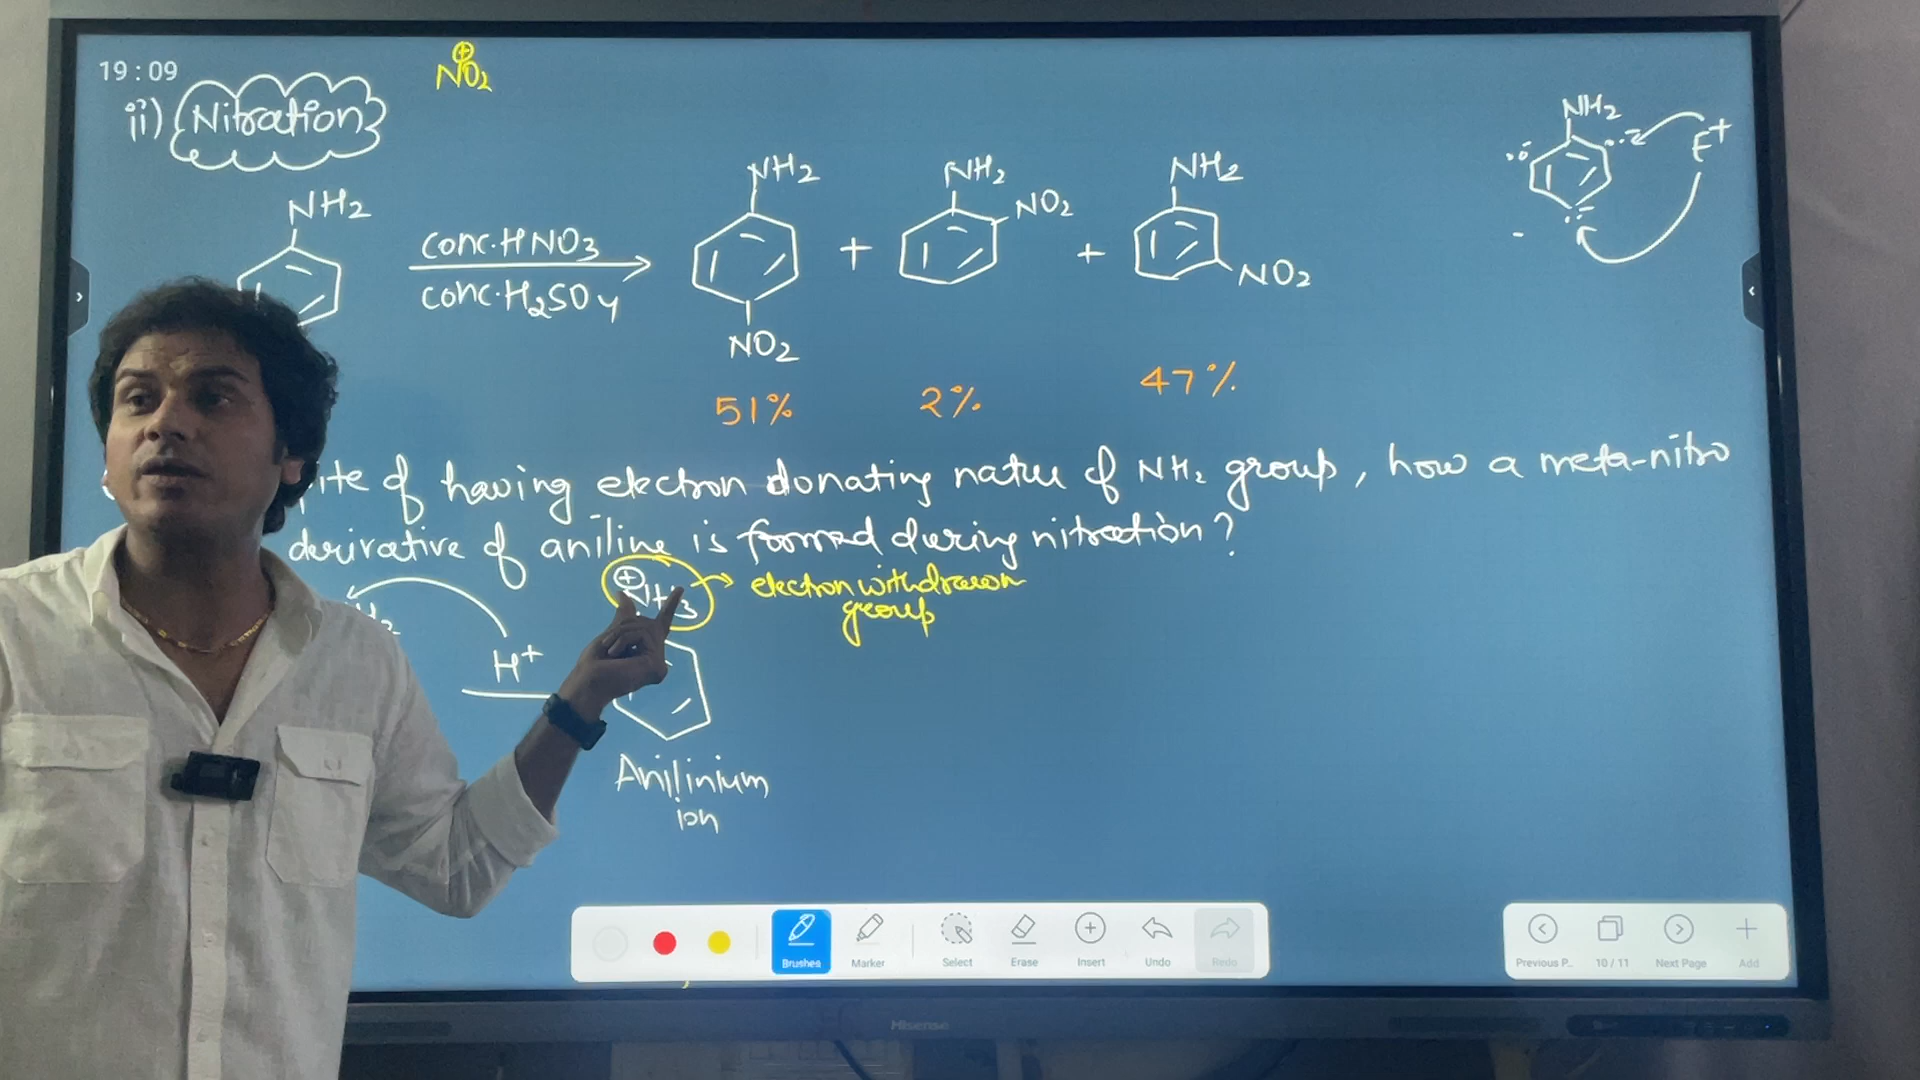 19:09
NO2 ⊕
ii) Nitration
NH2
conc. HNO3
conc. H2SO4
NH2
NO2
+
NH2
NO2
+
NH2
NO2
NH2
E+
51%
2%
47%
of having electron donating nature of NH2 group, how a meta-nitro
derivative of aniline is formed during nitration?
⊕
NH3
electron withdrawn
group
H+
Anilinium
ion
Brushes
Marker
Select
Erase
Insert
Undo
Redo
Previous P..
10/11
Next Page
Add
Hisense